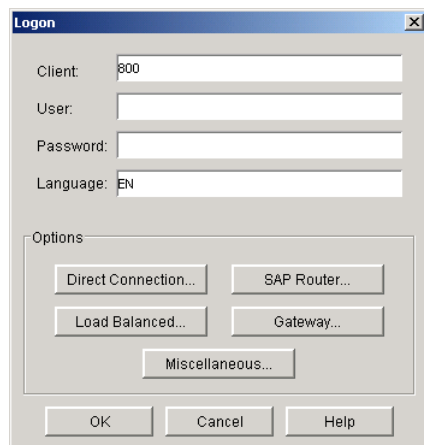 Logon
Client: 800
User:
Password:
Language: EN
Options
Direct Connection... SAP Router...
Load Balanced... Gateway...
Miscellaneous...
OK Cancel Help